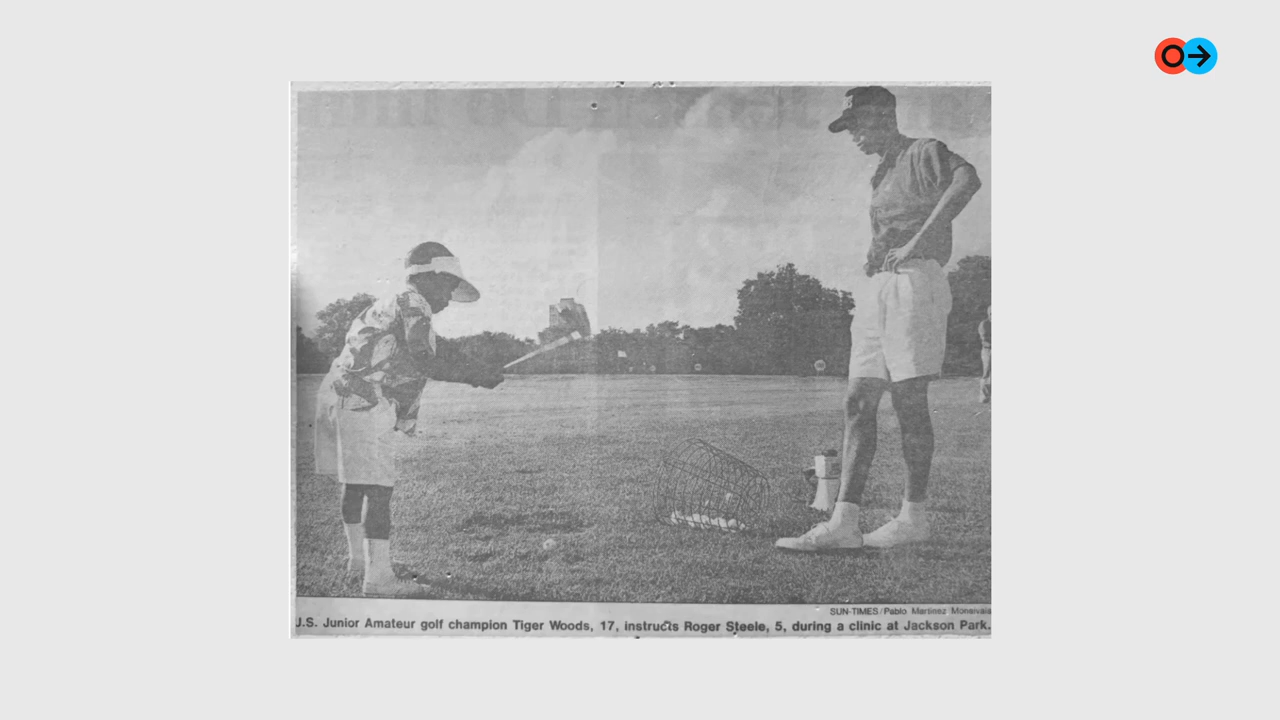 SUN-TIMES/Pablo Martinez Monsivais
U.S. Junior Amateur golf champion Tiger Woods, 17, instructs Roger Steele, 5, during a clinic at Jackson Park.